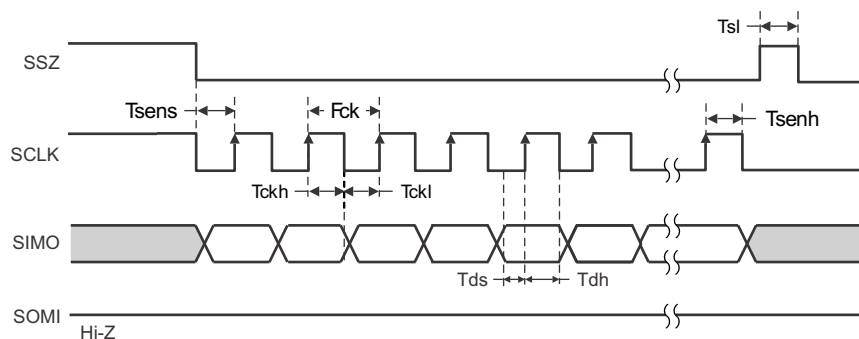 Tsl
SSZ
Tsens
Fck
Tsenh
SCLK
Tckh
Tckl
SIMO
Tds
Tdh
SOMI
Hi-Z